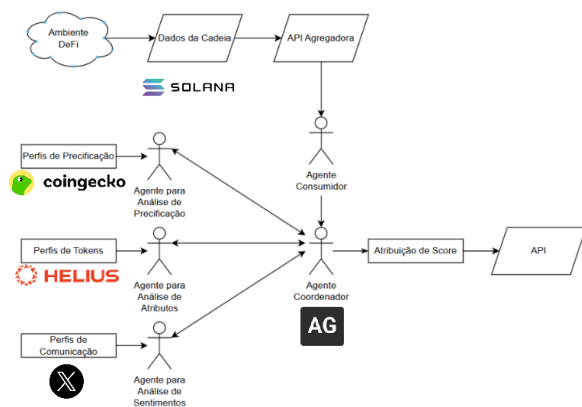 Ambiente
DeFi
Dados da Cadeia
API Agregadora
SOLANA
Perfis de Precificação
coingecko
Agente para
Análise de
Precificação
Agente
Consumidor
Perfis de Tokens
HELIUS
Agente para
Análise de
Atributos
Agente
Coordenador
AG
Atribuição de Score
API
Perfis de
Comunicação
X
Agente para
Análise de
Sentimentos